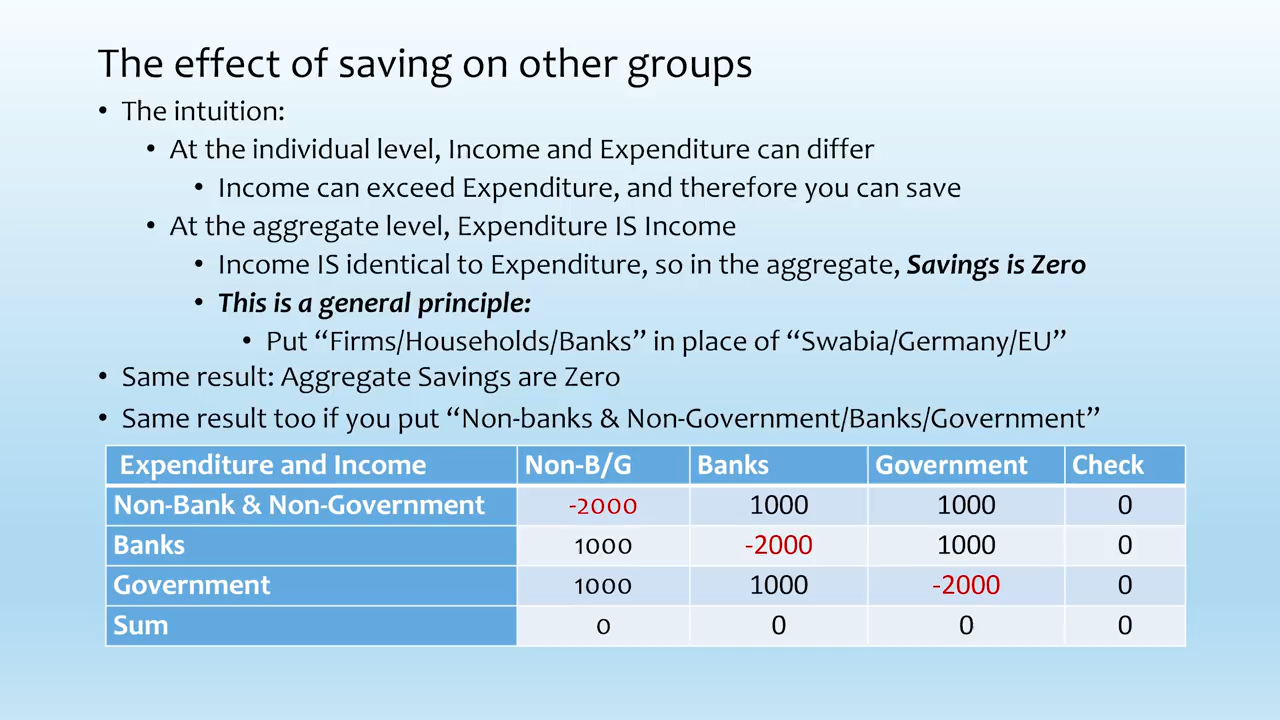 The effect of saving on other groups
• The intuition:
• At the individual level, Income and Expenditure can differ
• Income can exceed Expenditure, and therefore you can save
• At the aggregate level, Expenditure IS Income
• Income IS identical to Expenditure, so in the aggregate, Savings is Zero
• This is a general principle:
• Put “Firms/Households/Banks” in place of “Swabia/Germany/EU”
• Same result: Aggregate Savings are Zero
• Same result too if you put “Non-banks & Non-Government/Banks/Government”
Expenditure and Income Non-B/G Banks Government Check
Non-Bank & Non-Government -2000 1000 1000 0
Banks 1000 -2000 1000 0
Government 1000 1000 -2000 0
Sum 0 0 0 0